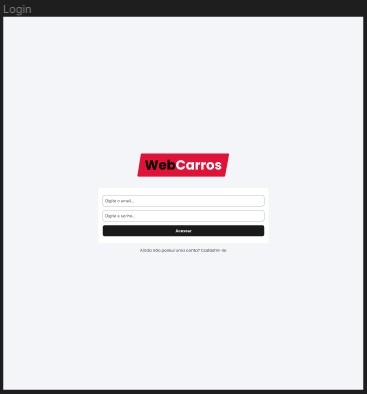 Login
WebCarros
Digite o email...
Digite a senha...
Acessar
Ainda não possui uma conta? Cadastre-se